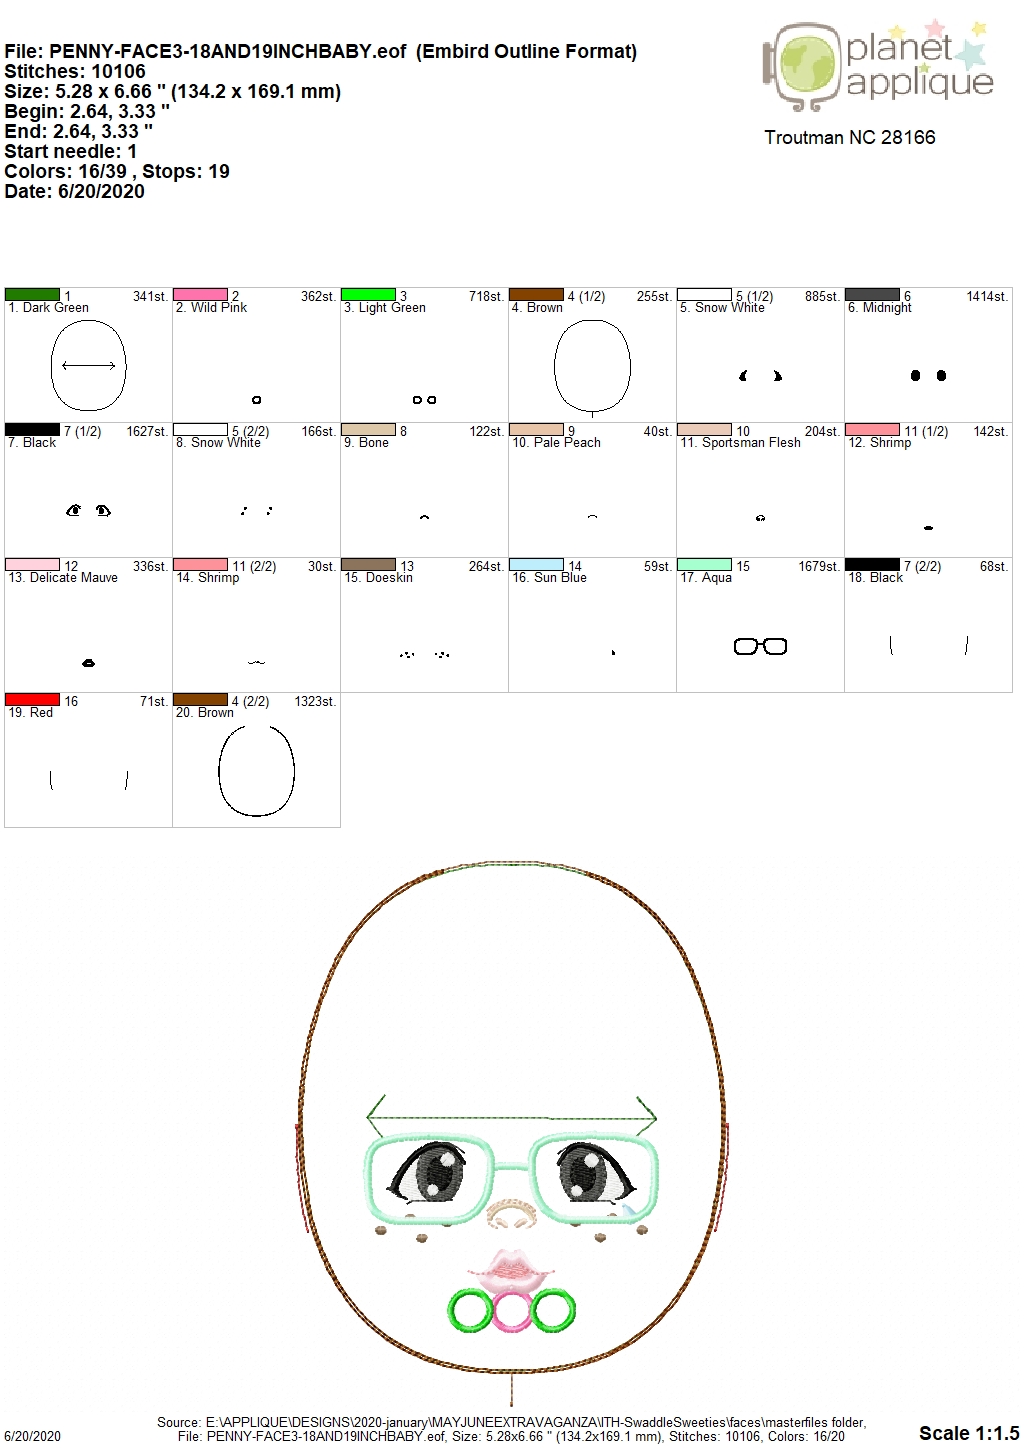 File: PENNY-FACE3-18AND19INCHBABY.eof (Embird Outline Format)
Stitches: 10106
Size: 5.28 x 6.66 " (134.2 x 169.1 mm)
Begin: 2.64, 3.33 "
End: 2.64, 3.33 "
Start needle: 1
Colors: 16/39 , Stops: 19
Date: 6/20/2020
planet
applique
Troutman NC 28166
1 341st. 2 362st. 3 718st. 4 (1/2) 255st. 5 (1/2) 885st. 6 1414st.
1. Dark Green 2. Wild Pink 3. Light Green 4. Brown 5. Snow White 6. Midnight
7 (1/2) 1627st. 5 (2/2) 166st. 8 122st. 9 40st. 10 204st. 11 (1/2) 142st.
7. Black 8. Snow White 9. Bone 10. Pale Peach 11. Sportsman Flesh 12. Shrimp
12 336st. 11 (2/2) 30st. 13 264st. 14 59st. 15 1679st. 7 (2/2) 68st.
13. Delicate Mauve 14. Shrimp 15. Doeskin 16. Sun Blue 17. Aqua 18. Black
16 71st. 4 (2/2) 1323st.
19. Red 20. Brown
Source: E:\APPLIQUE\DESIGNS\2020-january\MAYJUNEEXTRAVAGANZA\ITH-SwaddleSweeties\faces\masterfiles folder,
6/20/2020 File: PENNY-FACE3-18AND19INCHBABY.eof, Size: 5.28x6.66 " (134.2x169.1 mm), Stitches: 10106, Colors: 16/20 Scale 1:1.5